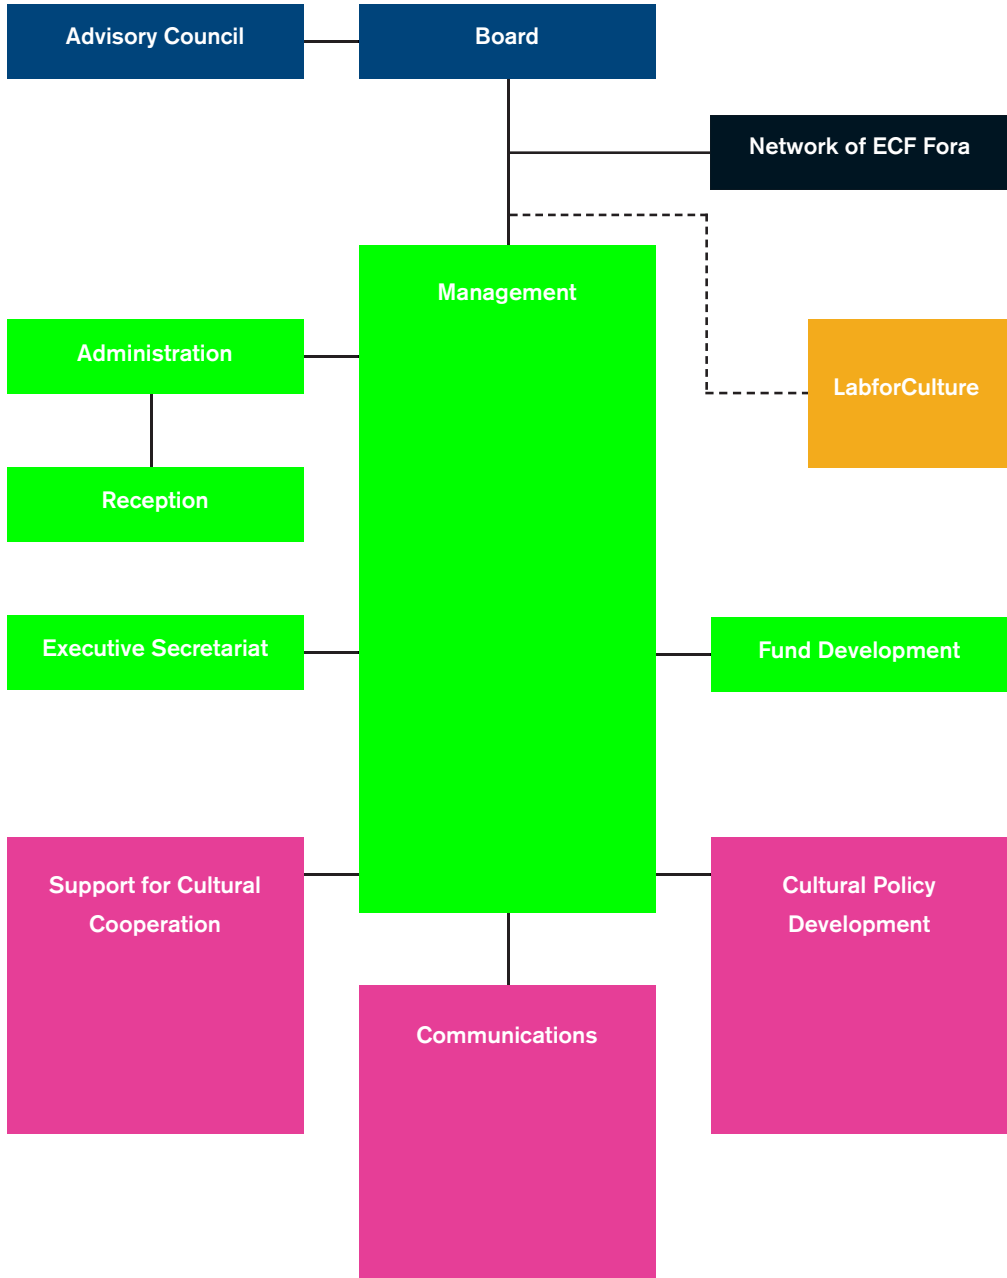 Advisory Council
Board
Network of ECF Fora
Management
Administration
LabforCulture
Reception
Executive Secretariat
Fund Development
Support for Cultural
Cooperation
Cultural Policy
Development
Communications